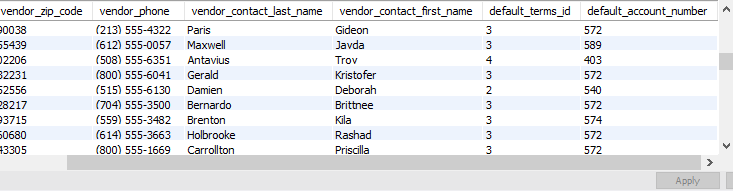 vendor_zip_code vendor_phone vendor_contact_last_name vendor_contact_first_name default_terms_id default_account_number
90038 (213) 555-4322 Paris Gideon 3 572
55439 (612) 555-0057 Maxwell Javda 3 589
02206 (508) 555-6351 Antavius Trov 4 403
32231 (800) 555-6041 Gerald Kristofer 3 572
52556 (515) 555-6130 Damien Deborah 2 540
28217 (704) 555-3500 Bernardo Brittnee 3 572
93715 (559) 555-3482 Brenton Kila 3 574
60680 (614) 555-3663 Holbrooke Rashad 3 572
43305 (800) 555-1669 Carrollton Priscilla 3 572
Apply